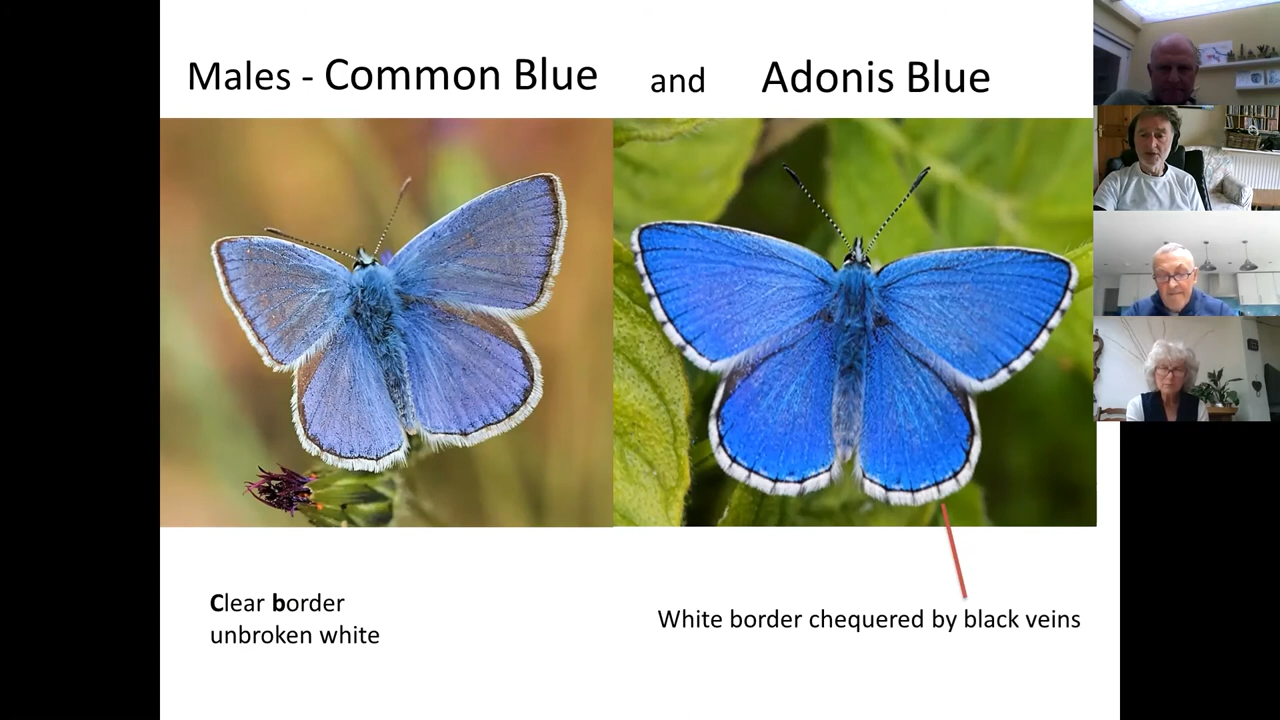 Males - Common Blue and Adonis Blue
Clear border
unbroken white
White border chequered by black veins